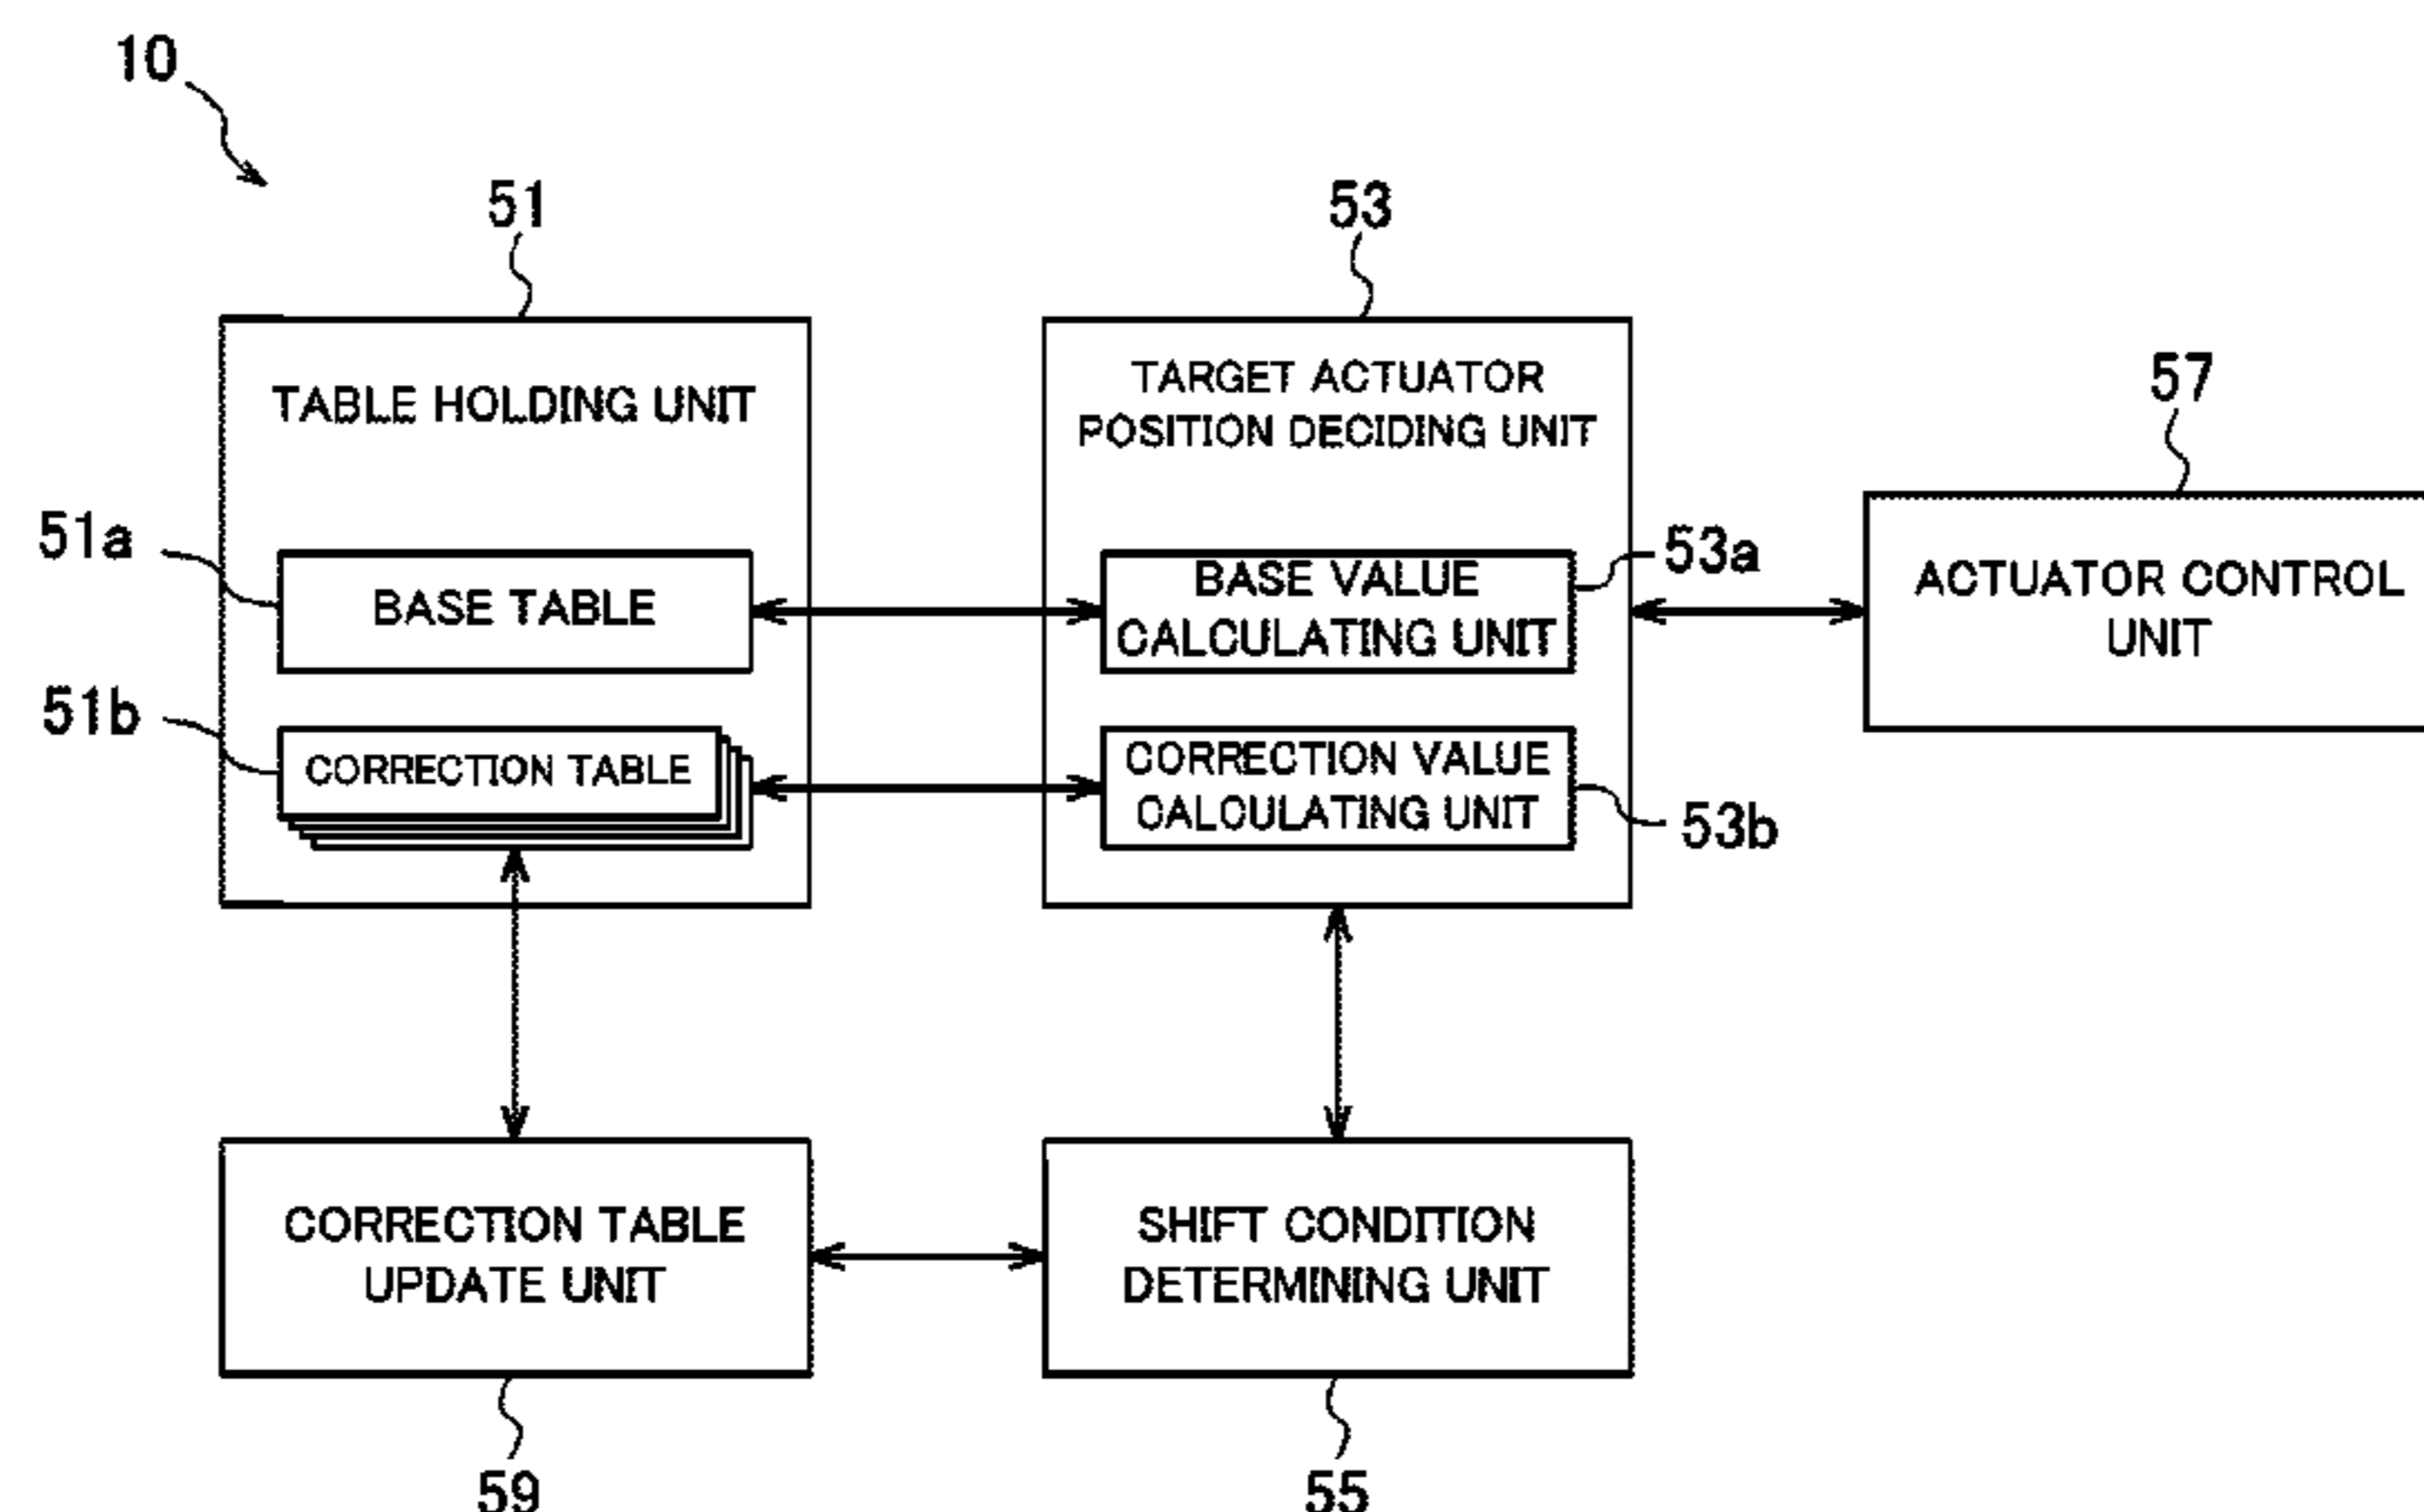 10
51
53
TABLE HOLDING UNIT
TARGET ACTUATOR
POSITION DECIDING UNIT
57
51a
BASE TABLE
BASE VALUE
CALCULATING UNIT
53a
ACTUATOR CONTROL
UNIT
51b
CORRECTION TABLE
CORRECTION VALUE
CALCULATING UNIT
53b
CORRECTION TABLE
UPDATE UNIT
SHIFT CONDITION
DETERMINING UNIT
59
55